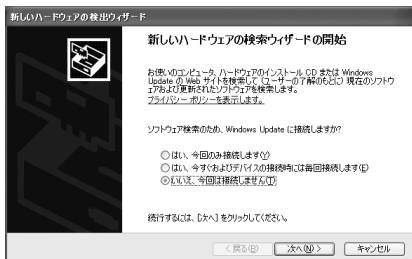 新しいハードウェアの検出ウィザード
新しいハードウェアの検索ウィザードの開始
お使いのコンピュータ、ハードウェアのインストール CD または Windows
Update の Web サイトを検索して (ユーザーの了解のもとに) 現在のソフトウ
ェアおよび更新されたソフトウェアを検索します。
プライバシー ポリシーを表示します。
ソフトウェア検索のため、Windows Update に接続しますか?
はい、今回のみ接続します(Y)
はい、今すぐおよびデバイスの接続時には毎回接続します(E)
いいえ、今回は接続しません(T)
続行するには、[次へ] をクリックしてください。
< 戻る(B)
次へ(N) >
キャンセル